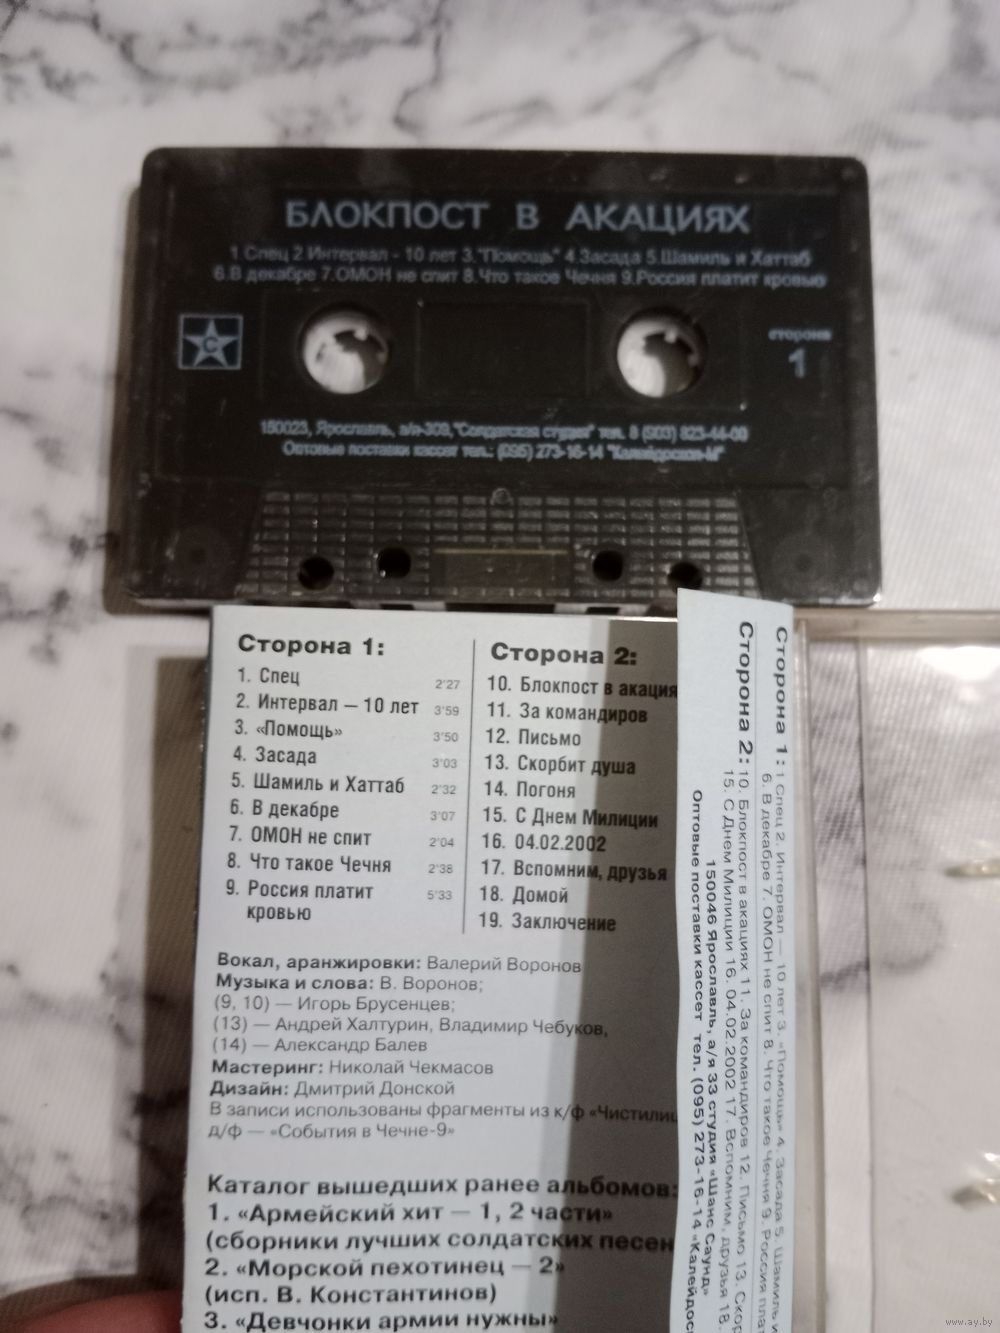 БЛОКПОСТ В АКАЦИЯХ
1.Спец 2.Интервал - 10 лет 3."Помощь" 4.Засада 5.Шамиль и Хаттаб
6.В декабре 7.ОМОН не спит 8.Что такое Чечня 9.Россия платит кровью
С
сторона
1
150023, Ярославль, а/я-309, "Солдатская студия" тел. 8 (903) 823-44-00
Оптовые поставки кассет тел.: (095) 273-16-14 "Калейдоскоп-М"
Сторона 1:
1. Спец 2'27
2. Интервал – 10 лет 3'59
3. «Помощь» 3'50
4. Засада 3'03
5. Шамиль и Хаттаб 2'32
6. В декабре 3'07
7. ОМОН не спит 2'04
8. Что такое Чечня 2'38
9. Россия платит 5'33
кровью
Сторона 2:
10. Блокпост в акация
11. За командиров
12. Письмо
13. Скорбит душа
14. Погоня
15. С Днем Милиции
16. 04.02.2002
17. Вспомним, друзья
18. Домой
19. Заключение
Вокал, аранжировки: Валерий Воронов
Музыка и слова: В. Воронов;
(9, 10) — Игорь Брусенцев;
(13) — Андрей Халтурин, Владимир Чебуков,
(14) — Александр Балев
Мастеринг: Николай Чекмасов
Дизайн: Дмитрий Донской
В записи использованы фрагменты из к/ф «Чистилищ
д/ф — «События в Чечне-9»
Каталог вышедших ранее альбомов:
1. «Армейский хит — 1, 2 части»
(сборники лучших солдатских песен
2. «Морской пехотинец — 2»
(исп. В. Константинов)
3. «Девчонки армии нужны»
Сторона 1: 1 Спец 2. Интервал — 10 лет 3. «Помощь» 4. Засада 5. Шамиль и
6. В декабре 7. ОМОН не спит 8. Что такое Чечня 9. Россия плат
Сторона 2: 10. Блокпост в акациях 11. За командиров 12. Письмо 13. Скор
15. С Днем Милиции 16. 04.02.2002 17. Вспомним, друзья 18.
150046 Ярославль, а/я 33 студия «Шанс Саунд»
Оптовые поставки кассет тел. (095) 273-16-14 «Калейдос
www.ay.by